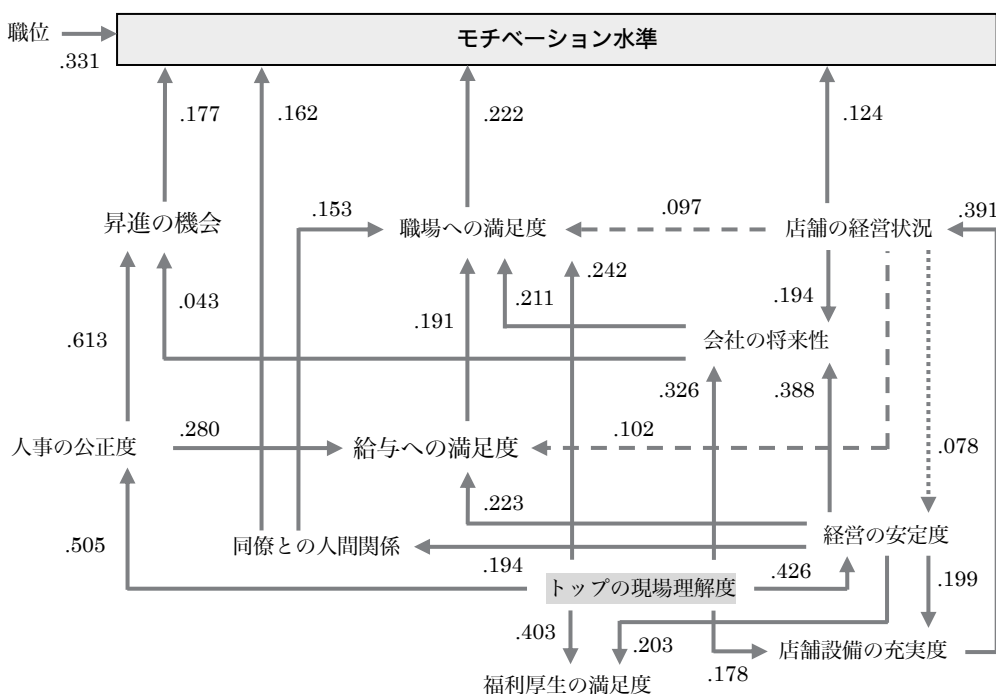 職位
モチベーション水準
.331
.177
.162
.222
.124
昇進の機会
.153
職場への満足度
.097
店舗の経営状況
.391
.242
.043
.211
.194
.191
会社の将来性
.613
.326
.388
人事の公正度
.280
給与への満足度
.102
.078
.223
経営の安定度
.505
同僚との人間関係
.194
トップの現場理解度
.426
.199
.403
.203
.178
店舗設備の充実度
福利厚生の満足度